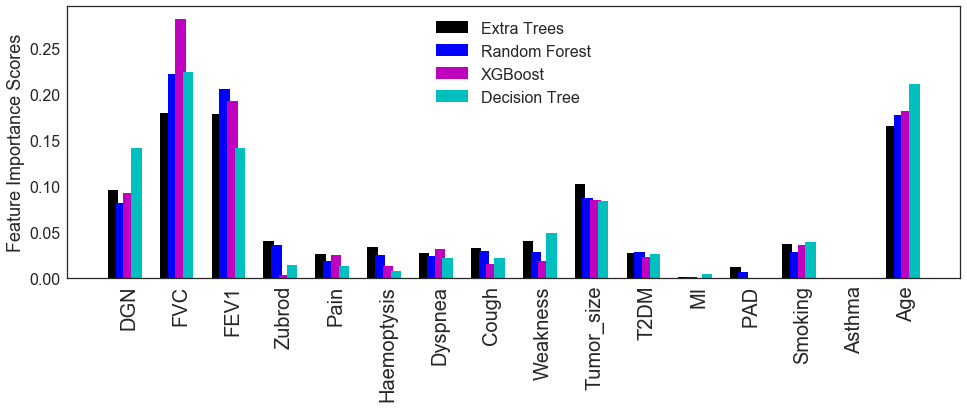 Extra Trees
Random Forest
XGBoost
Decision Tree
Feature Importance Scores
0.25
0.20
0.15
0.10
0.05
0.00
DGN
FVC
FEV1
Zubrod
Pain
Haemoptysis
Dyspnea
Cough
Weakness
Tumor_size
T2DM
MI
PAD
Smoking
Asthma
Age